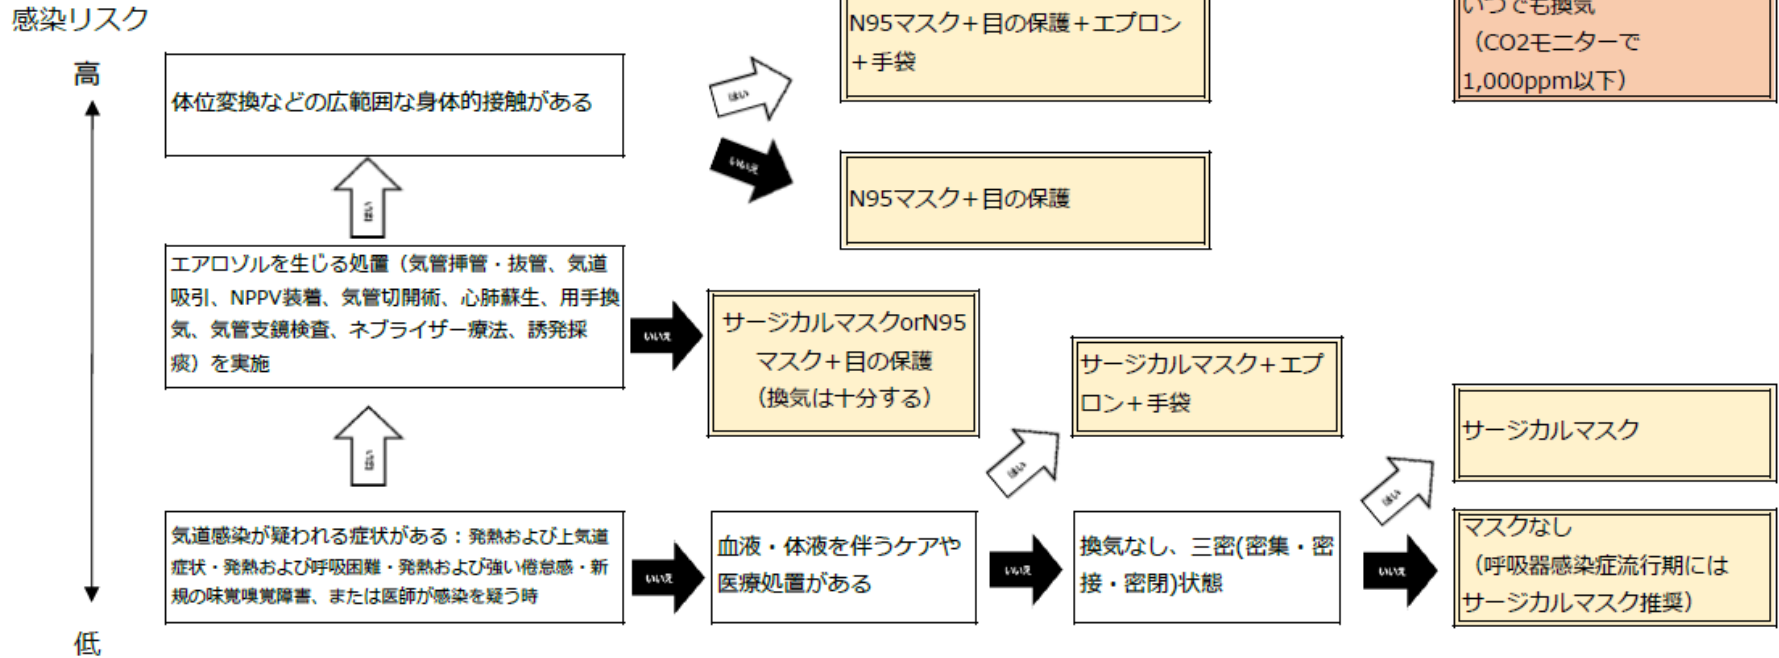 感染リスク
高
低
体位変換などの広範囲な身体的接触がある
はい
いいえ
N95マスク＋目の保護＋エプロン
＋手袋
N95マスク＋目の保護
いつでも換気
（CO2モニターで
1,000ppm以下）
はい
エアロゾルを生じる処置（気管挿管・抜管、気道
吸引、NPPV装着、気管切開術、心肺蘇生、用手換
気、気管支鏡検査、ネブライザー療法、誘発採
痰）を実施
いいえ
サージカルマスクorN95
マスク＋目の保護
（換気は十分する）
はい
気道感染が疑われる症状がある：発熱および上気道
症状・発熱および呼吸困難・発熱および強い倦怠感・新
規の味覚嗅覚障害、または医師が感染を疑う時
いいえ
血液・体液を伴うケアや
医療処置がある
はい
サージカルマスク＋エプ
ロン＋手袋
いいえ
換気なし、三密(密集・密
接・密閉)状態
はい
サージカルマスク
いいえ
マスクなし
（呼吸器感染症流行期には
サージカルマスク推奨）